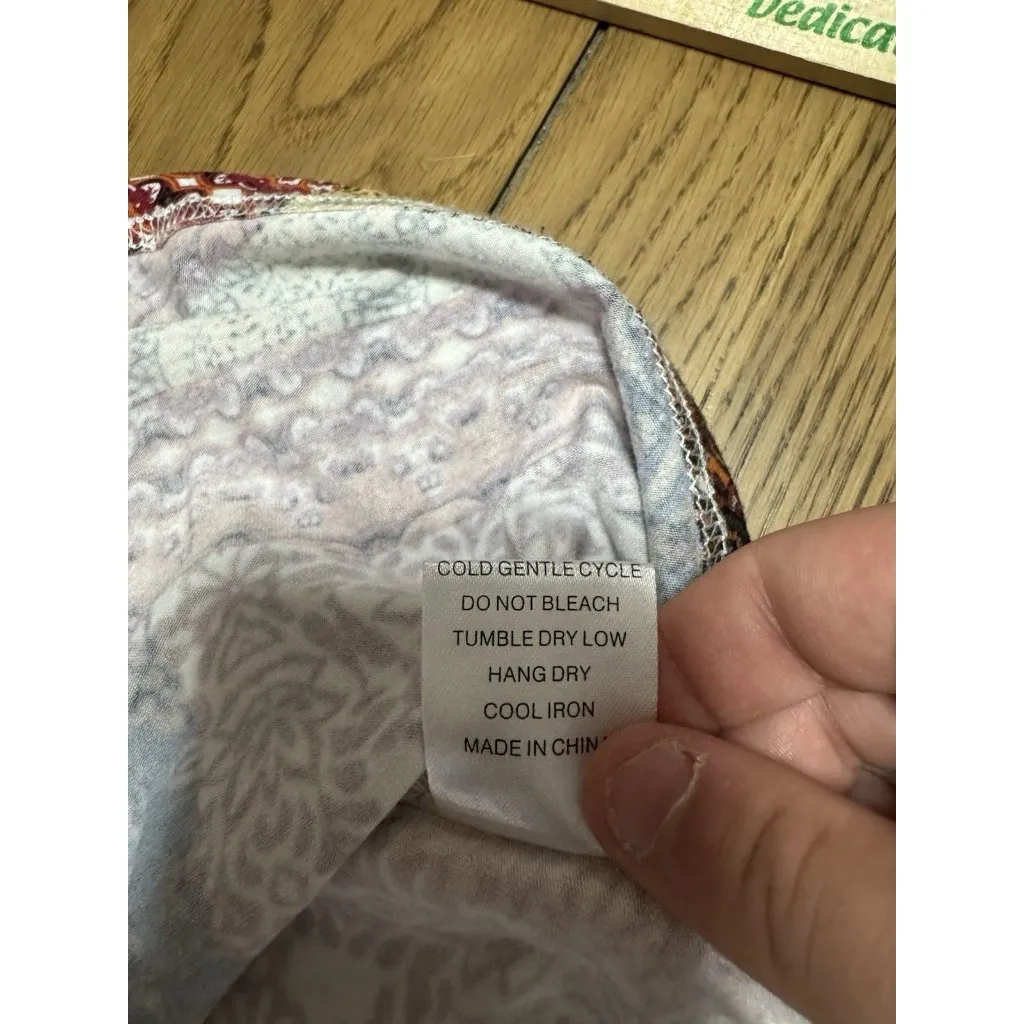 Dedica
COLD GENTLE CYCLE
DO NOT BLEACH
TUMBLE DRY LOW
HANG DRY
COOL IRON
MADE IN CHIN